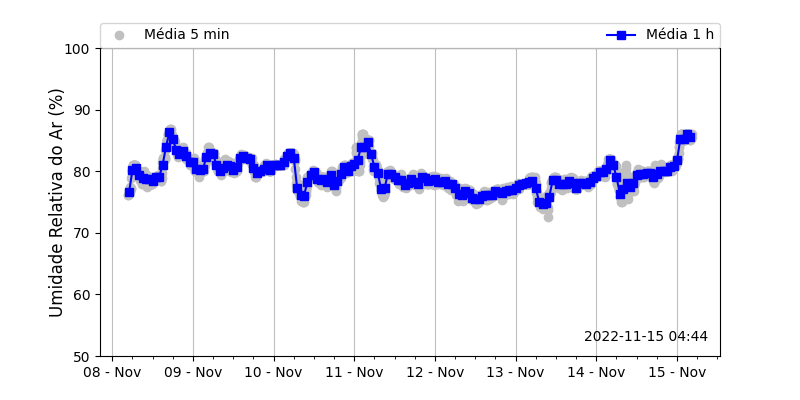 Média 5 min
Média 1 h
Umidade Relativa do Ar (%)
100
90
80
70
60
50
2022-11-15 04:44
08 - Nov
09 - Nov
10 - Nov
11 - Nov
12 - Nov
13 - Nov
14 - Nov
15 - Nov